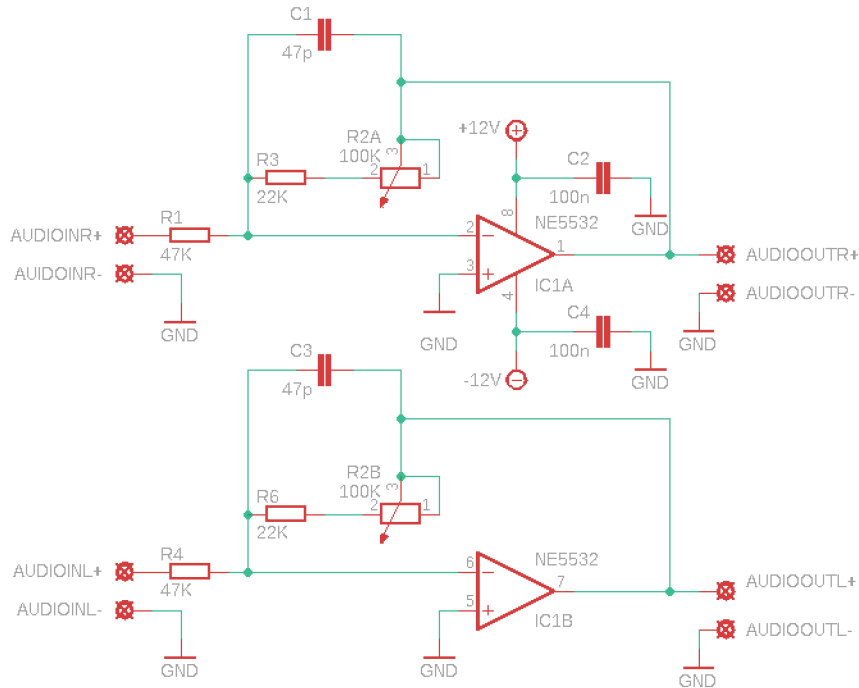 C1
47p
R2A
100K
3
2
1
R3
22K
+12V
C2
100n
GND
8
NE5532
AUDIOINR+
R1
47K
2
1
AUDIOOUTR+
AUIDOINR-
3
IC1A
4
AUDIOOUTR-
GND
GND
C4
100n
GND
GND
-12V
C3
47p
R2B
100K
3
2
1
R6
22K
NE5532
AUDIOINL+
R4
47K
6
7
AUDIOOUTL+
AUDIOINL-
5
IC1B
AUDIOOUTL-
GND
GND
GND